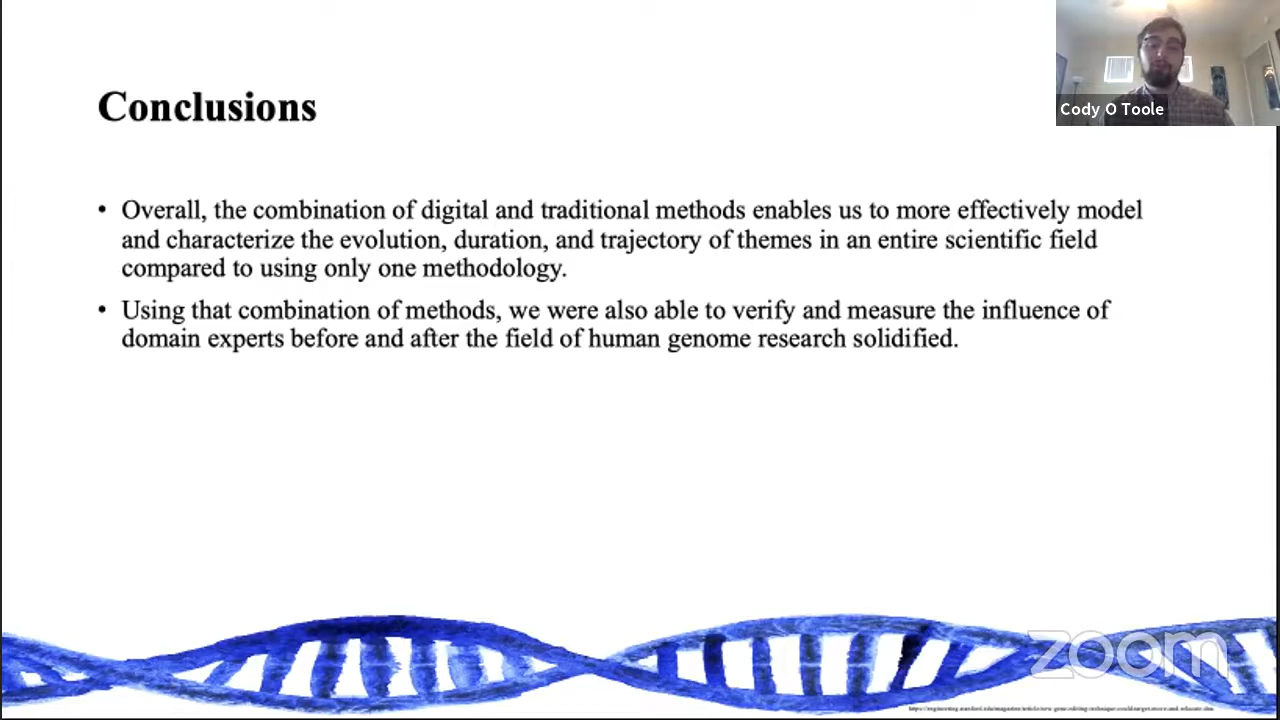 Cody O Toole
Conclusions
• Overall, the combination of digital and traditional methods enables us to more effectively model
and characterize the evolution, duration, and trajectory of themes in an entire scientific field
compared to using only one methodology.
• Using that combination of methods, we were also able to verify and measure the influence of
domain experts before and after the field of human genome research solidified.
zoom